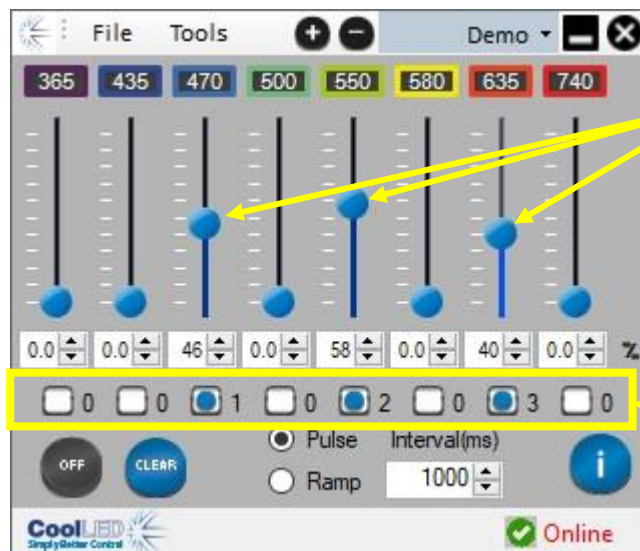 File Tools Demo
365 435 470 500 550 580 635 740
0.0 0.0 46 0.0 58 0.0 40 0.0 %
0 0 1 0 2 0 3 0
OFF CLEAR Pulse Interval(ms) i
Ramp 1000
CoolLED Online
Simply Better Control